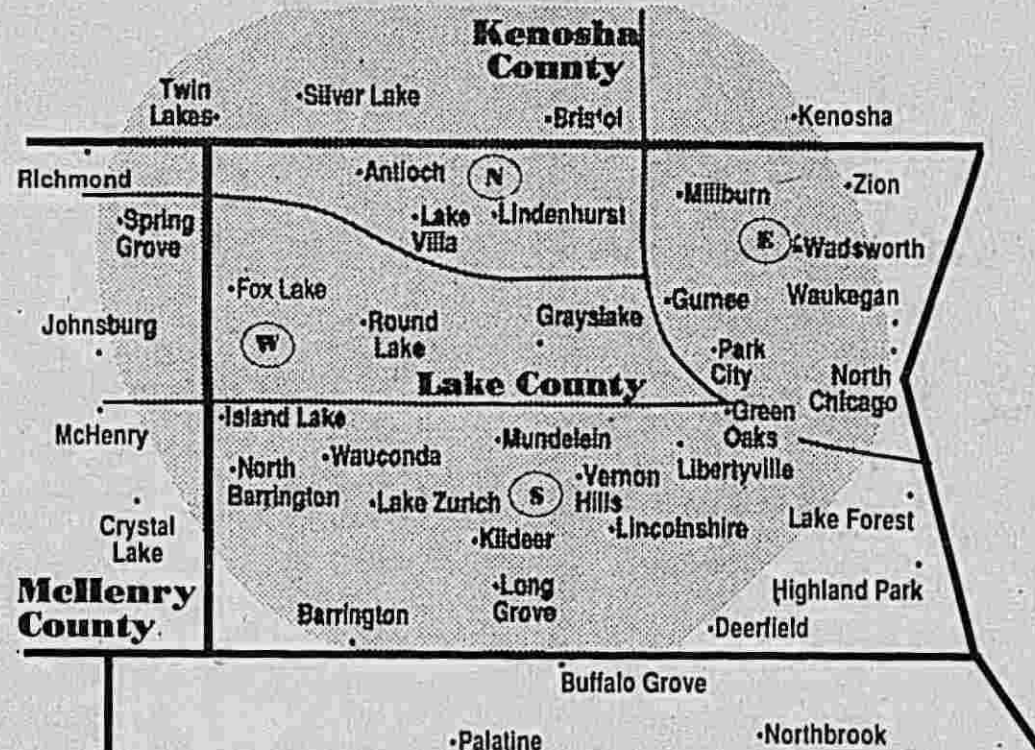 Kenosha
County
Twin
Lakes
Silver Lake
Bristol
Kenosha
Richmond
Antioch
N
Millburn
Zion
Spring
Grove
Lake
Villa
Lindenhurst
E
Wadsworth
Fox Lake
Gurnee
Waukegan
Johnsburg
W
Round
Lake
Grayslake
Park
City
North
Chicago
Lake County
Island Lake
Green
Oaks
McHenry
Mundelein
Wauconda
North
Barrington
Lake Zurich
S
Vernon
Hills
Libertyville
Crystal
Lake
Kildeer
Lincolnshire
Lake Forest
McHenry
County
Long
Grove
Highland Park
Barrington
Deerfield
Buffalo Grove
Palatine
Northbrook